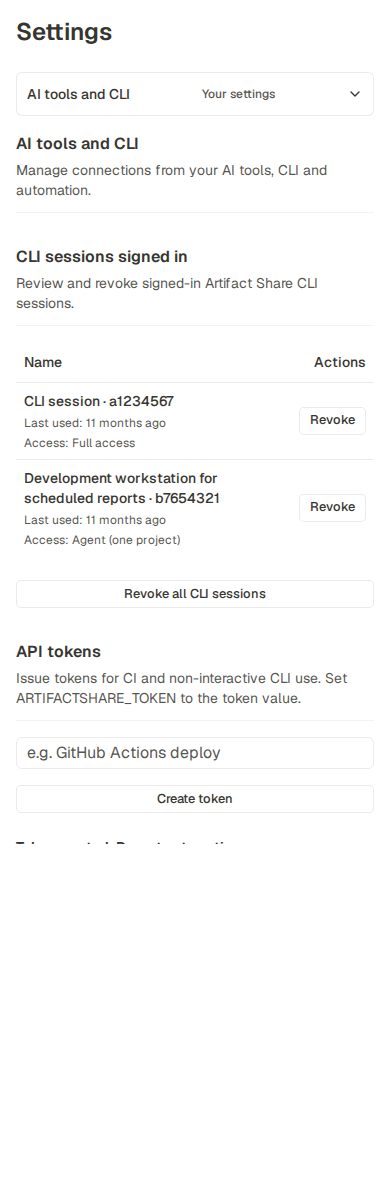 Settings
AI tools and CLI
Your settings
AI tools and CLI
Manage connections from your AI tools, CLI and
automation.
CLI sessions signed in
Review and revoke signed-in Artifact Share CLI
sessions.
Name
Actions
CLI session · a1234567
Last used: 11 months ago
Access: Full access
Revoke
Development workstation for
scheduled reports · b7654321
Last used: 11 months ago
Access: Agent (one project)
Revoke
Revoke all CLI sessions
API tokens
Issue tokens for CI and non-interactive CLI use. Set
ARTIFACTSHARE_TOKEN to the token value.
e.g. GitHub Actions deploy
Create token